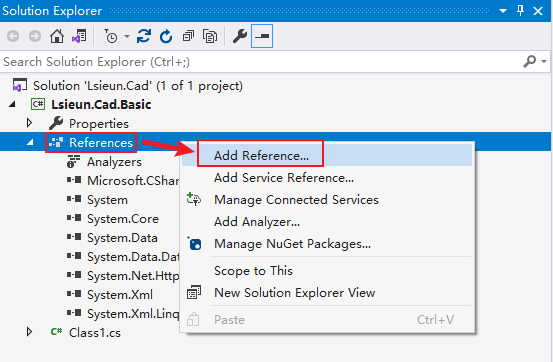 Solution Explorer
Search Solution Explorer (Ctrl+;)
Solution 'Lsieun.Cad' (1 of 1 project)
C# Lsieun.Cad.Basic
Properties
References
Add Reference...
Analyzers
Add Service Reference...
Microsoft.CShar
Manage Connected Services
System
Add Analyzer...
System.Core
Manage NuGet Packages...
System.Data
System.Data.Dat
Scope to This
System.Net.Http
New Solution Explorer View
System.Xml
System.Xml.Linq
Paste Ctrl+V
C# Class1.cs